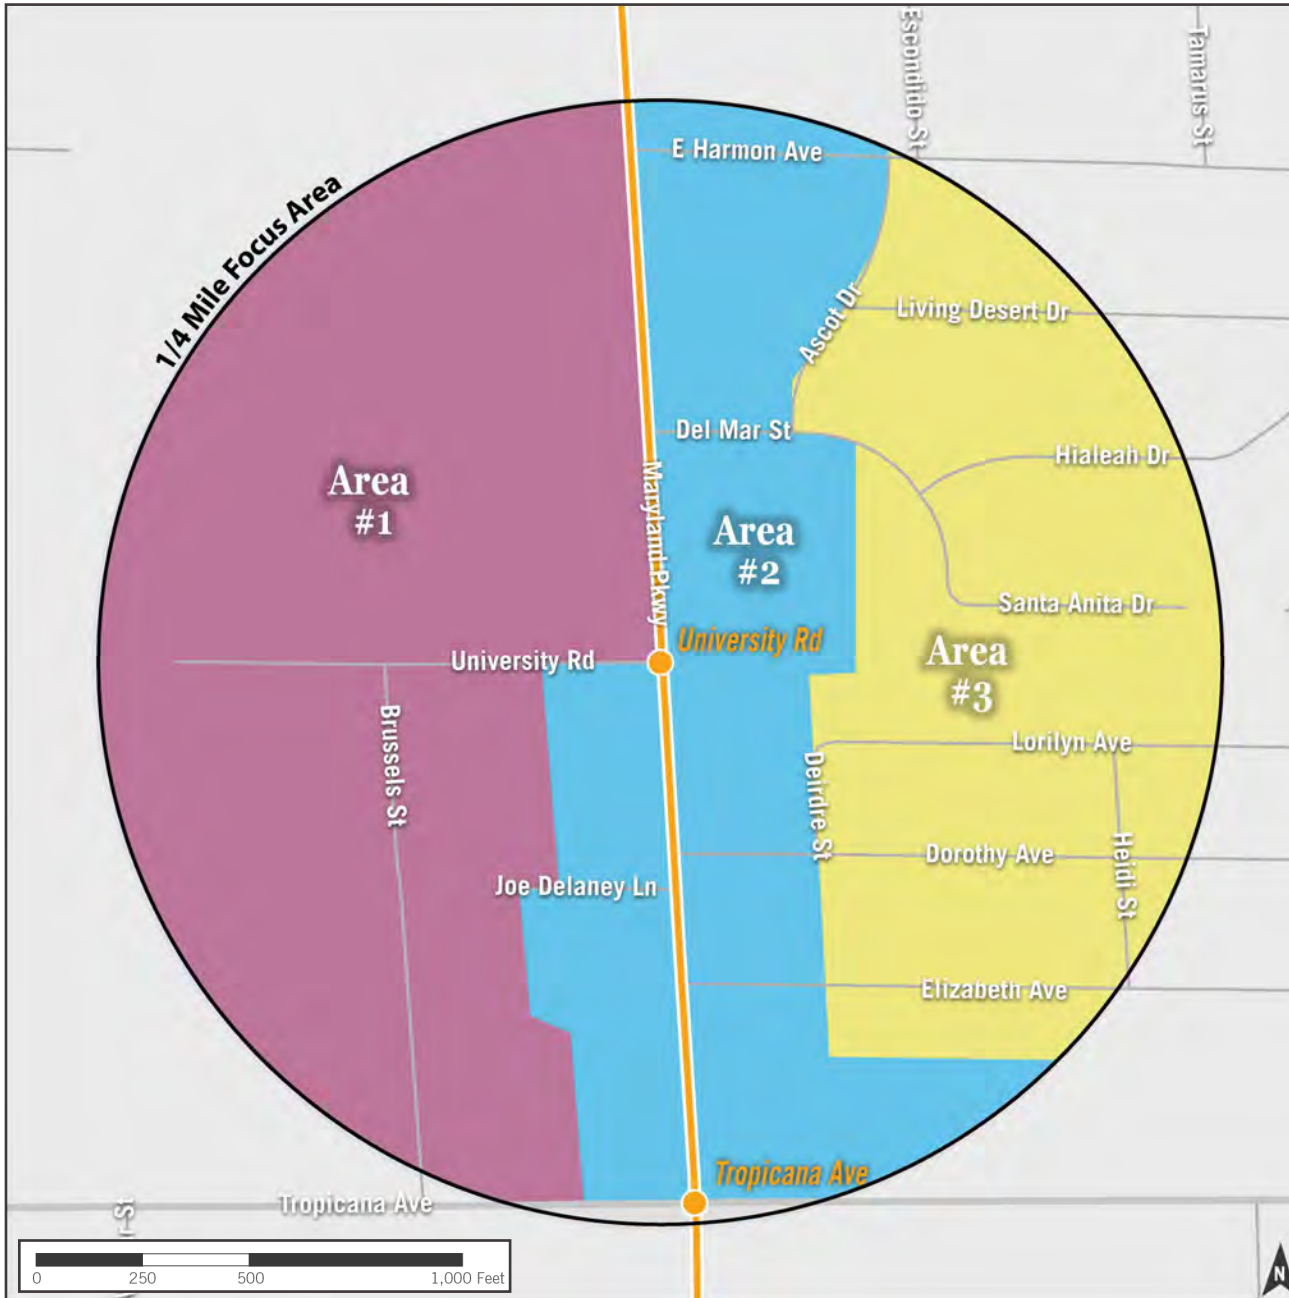 Escondido St
Tamarus St
E Harmon Ave
1/4 Mile Focus Area
Ascot Dr
Living Desert Dr
Del Mar St
Hialeah Dr
Area
#1
Maryland Pkwy
Area
#2
Santa Anita Dr
University Rd
University Rd
Area
#3
Brussels St
Lorilyn Ave
Deirdre St
Dorothy Ave
Heidi St
Joe Delaney Ln
Elizabeth Ave
Tropicana Ave
Tropicana Ave
r St
0 250 500 1,000 Feet
N